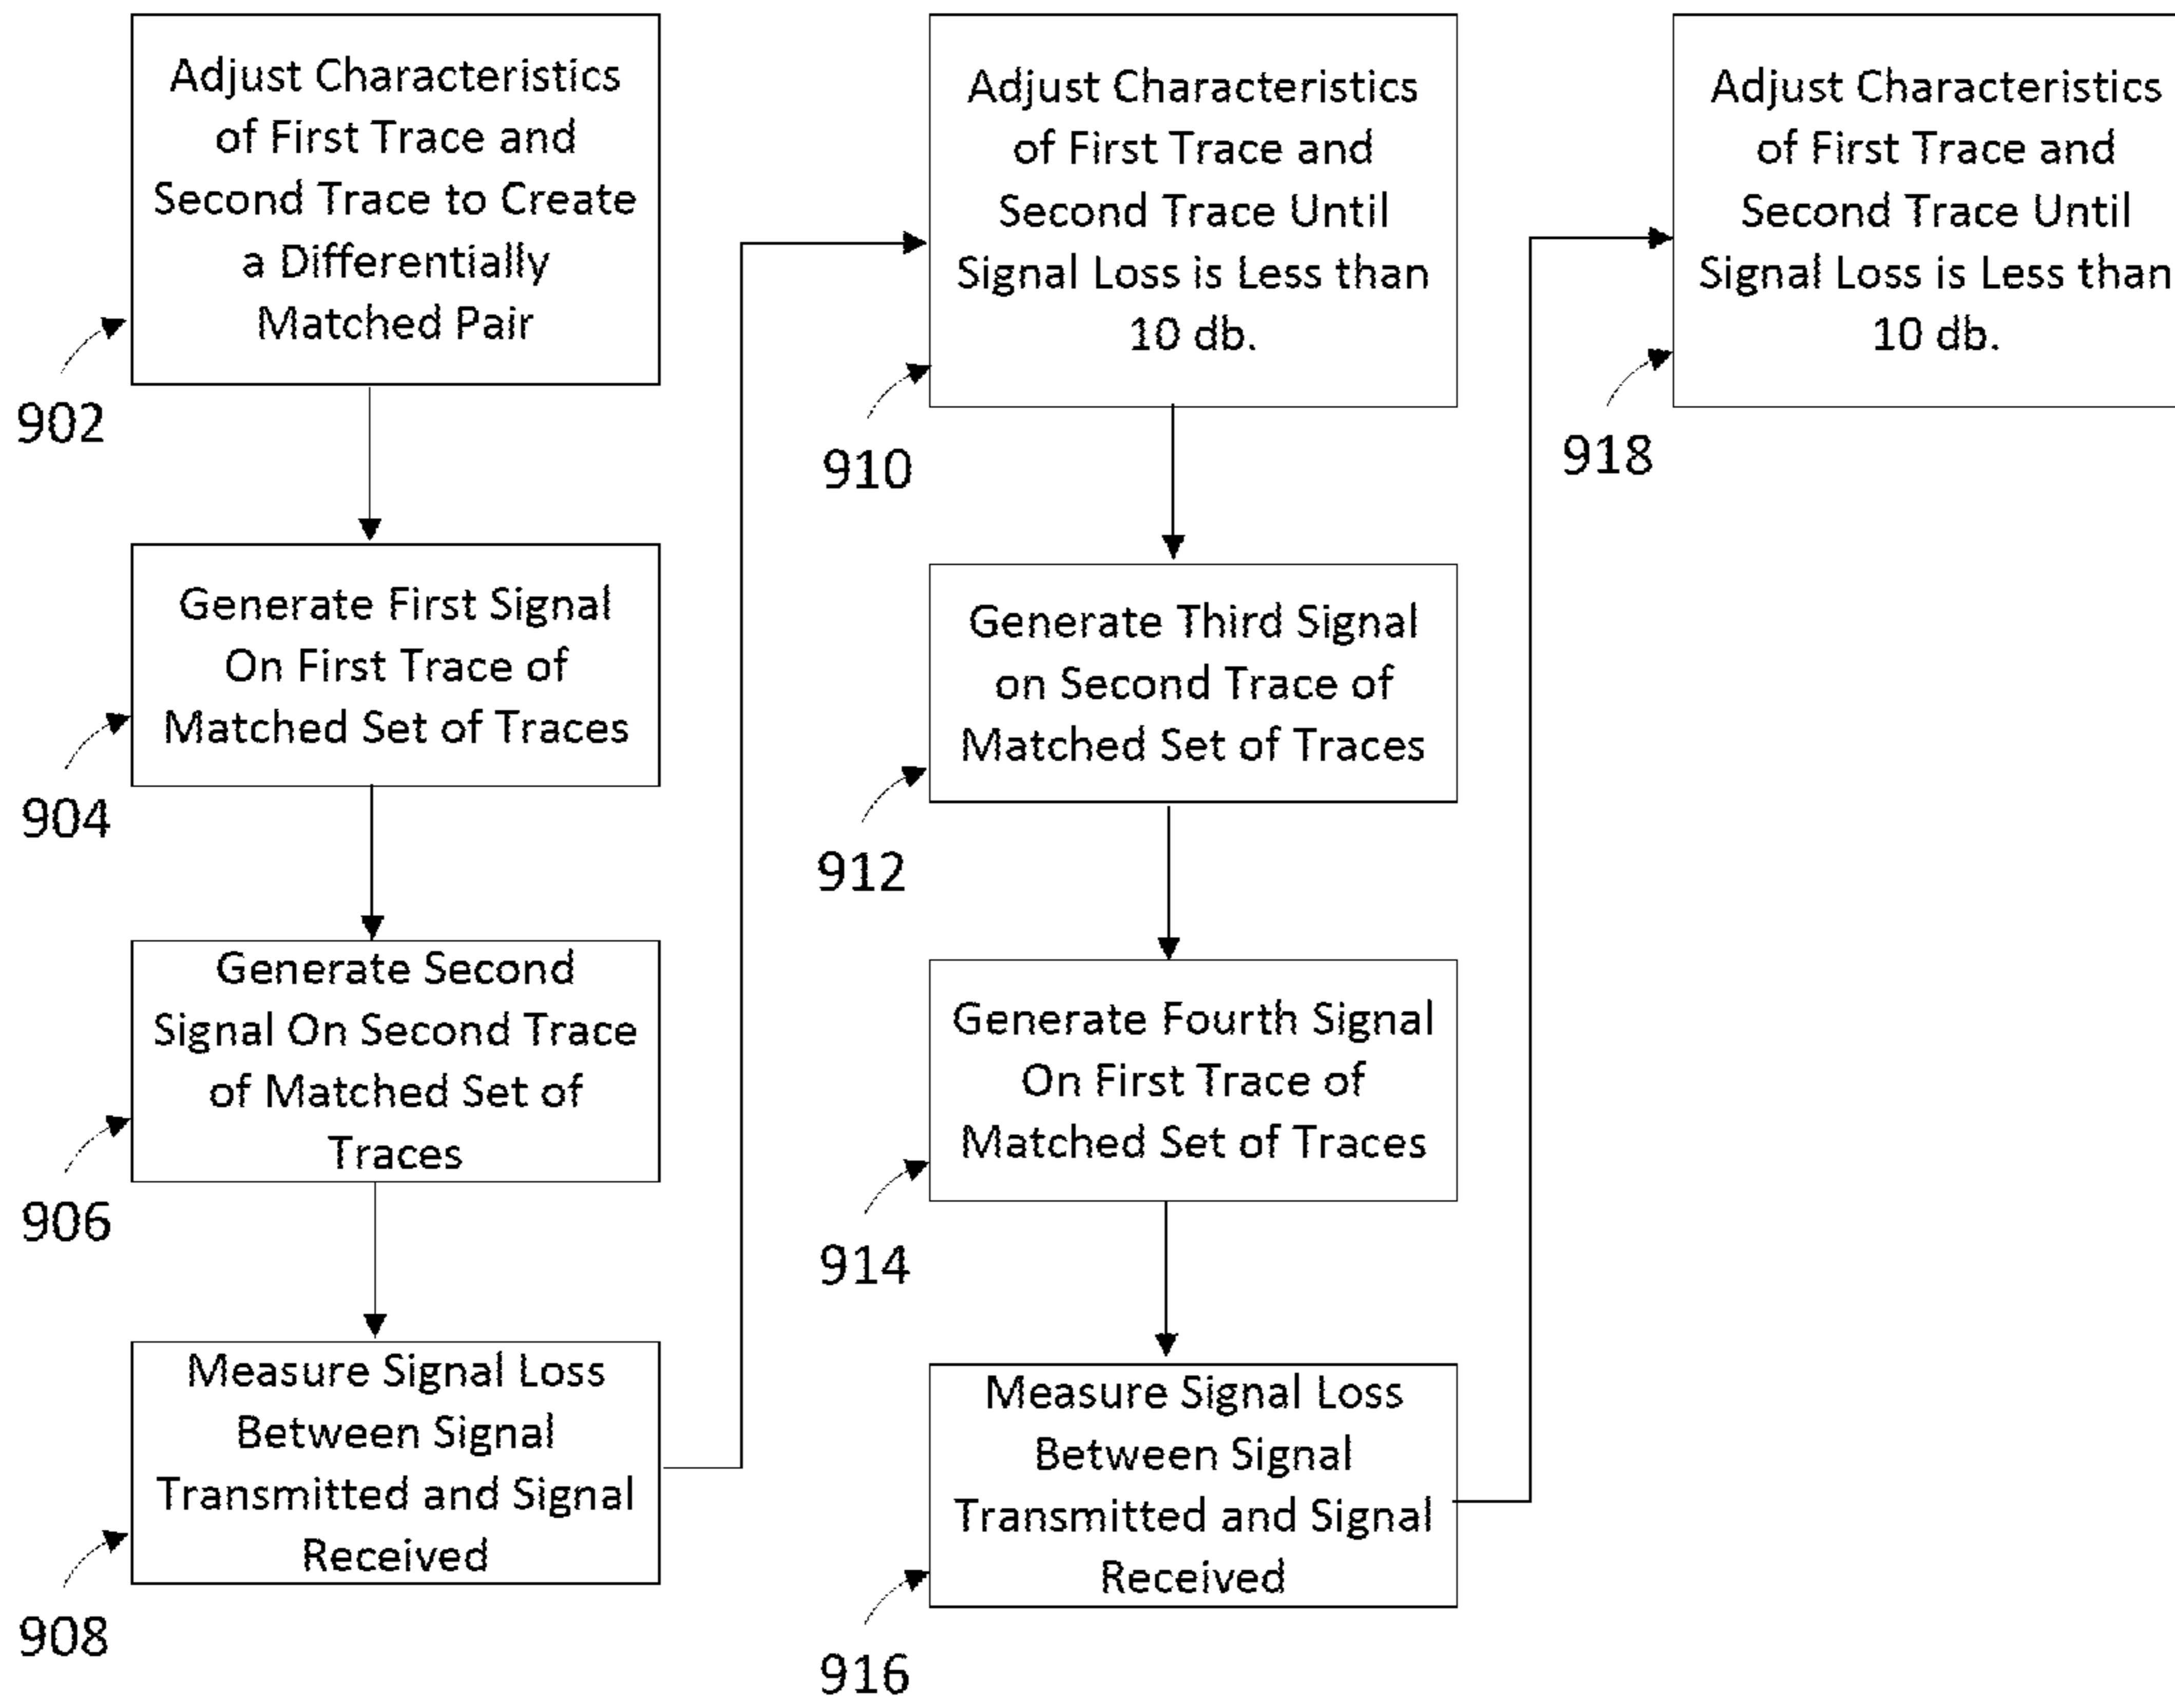 Adjust Characteristics
of First Trace and
Second Trace to Create
a Differentially
Matched Pair
902
Generate First Signal
On First Trace of
Matched Set of Traces
904
Generate Second
Signal On Second Trace
of Matched Set of
Traces
906
Measure Signal Loss
Between Signal
Transmitted and Signal
Received
908
Adjust Characteristics
of First Trace and
Second Trace Until
Signal Loss is Less than
10 db.
910
Generate Third Signal
on Second Trace of
Matched Set of Traces
912
Generate Fourth Signal
On First Trace of
Matched Set of Traces
914
Measure Signal Loss
Between Signal
Transmitted and Signal
Received
916
Adjust Characteristics
of First Trace and
Second Trace Until
Signal Loss is Less than
10 db.
918